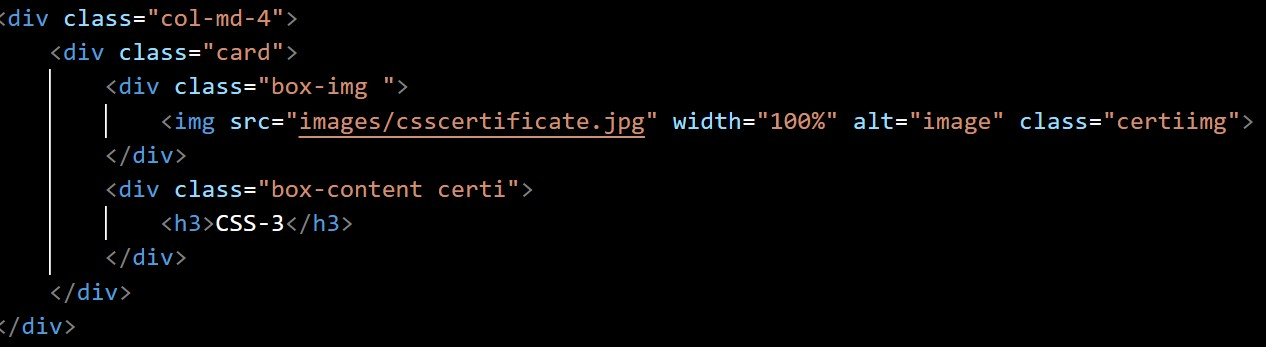 <div class="col-md-4">
<div class="card">
<div class="box-img ">
<img src="images/csscertificate.jpg" width="100%" alt="image" class="certiimg">
</div>
<div class="box-content certi">
<h3>CSS-3</h3>
</div>
</div>
</div>